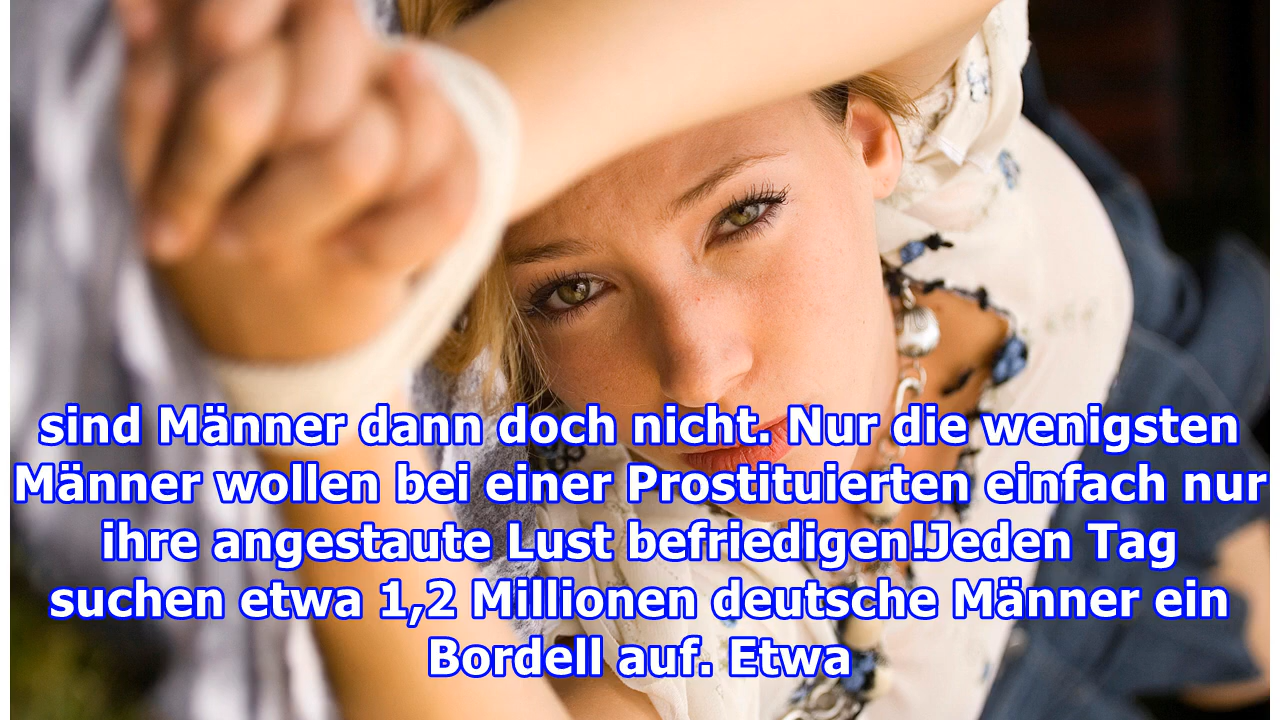 sind Männer dann doch nicht. Nur die wenigsten
Männer wollen bei einer Prostituierten einfach nur
ihre angestaute Lust befriedigen!Jeden Tag
suchen etwa 1,2 Millionen deutsche Männer ein
Bordell auf. Etwa